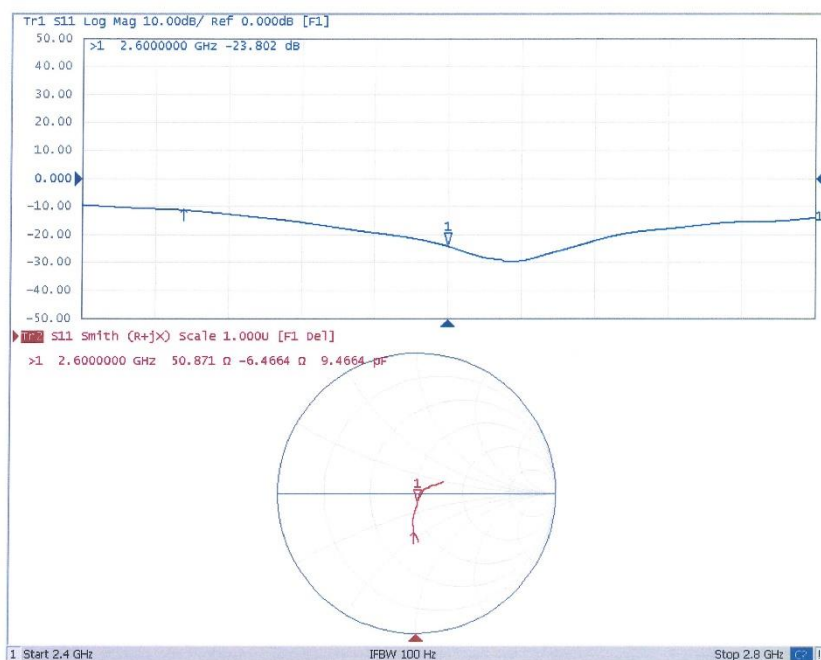 Tr1 S11 Log Mag 10.00dB/ Ref 0.000dB [F1]
50.00
>1 2.6000000 GHz -23.802 dB
40.00
30.00
20.00
10.00
0.000
-10.00
1
1
-20.00
-30.00
-40.00
-50.00
Tr2 S11 Smith (R+jX) Scale 1.000U [F1 Del]
>1 2.6000000 GHz 50.871 Ω -6.4664 Ω 9.4664 pF
1
1 Start 2.4 GHz
IFBW 100 Hz
Stop 2.8 GHz C?